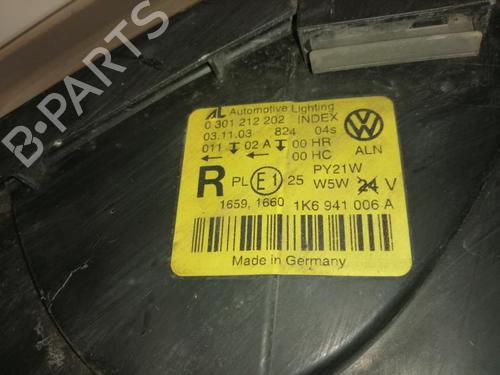 B-PARTS
AL Automotive Lighting
0 301 212 202 INDEX
03.11.03 824 04s
011 02 A 00 HR
00 HC
ALN
R PL E1 25 PY21W
W5W 24 V
1659, 1660 1K6 941 006 A
Made in Germany